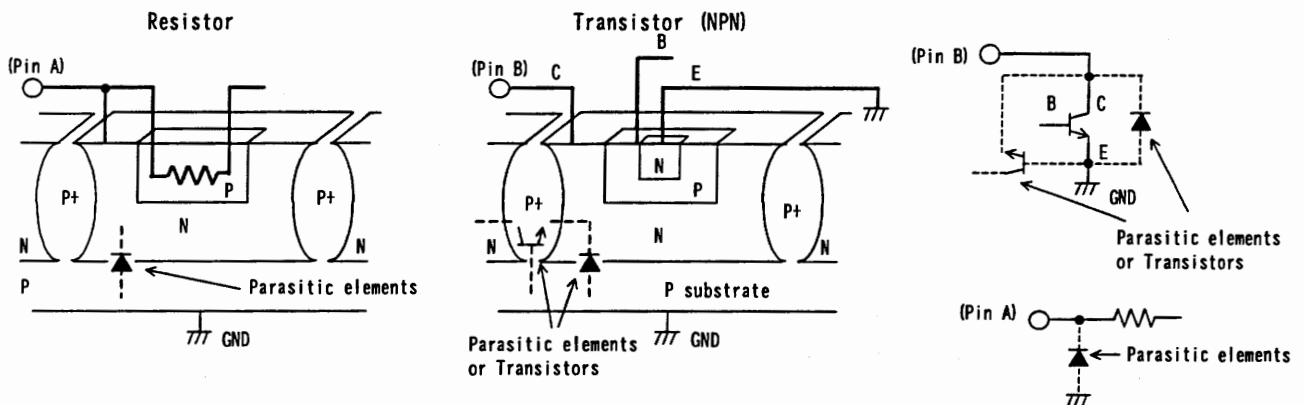 Resistor
(Pin A)
P+
P
P+
N
N
N
P
Parasitic elements
GND
Transistor (NPN)
B
(Pin B)
C
E
N
P+
P
P+
N
N
N
P substrate
GND
Parasitic elements
or Transistors
(Pin B)
B
C
E
GND
Parasitic elements
or Transistors
(Pin A)
Parasitic elements